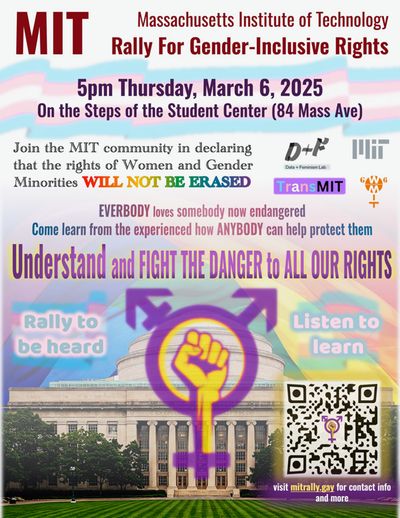 MIT
Massachusetts Institute of Technology
Rally For Gender-Inclusive Rights
5pm Thursday, March 6, 2025
On the Steps of the Student Center (84 Mass Ave)
Join the MIT community in declaring
that the rights of Women and Gender
Minorities WILL NOT BE ERASED
D+F
Data + Feminism Lab
MIT
TransMIT
EVERBODY loves somebody now endangered
Come learn from the experienced how ANYBODY can help protect them
Understand and FIGHT THE DANGER to ALL OUR RIGHTS
Rally to
be heard
Listen to
learn
visit mitrally.gay for contact info
and more